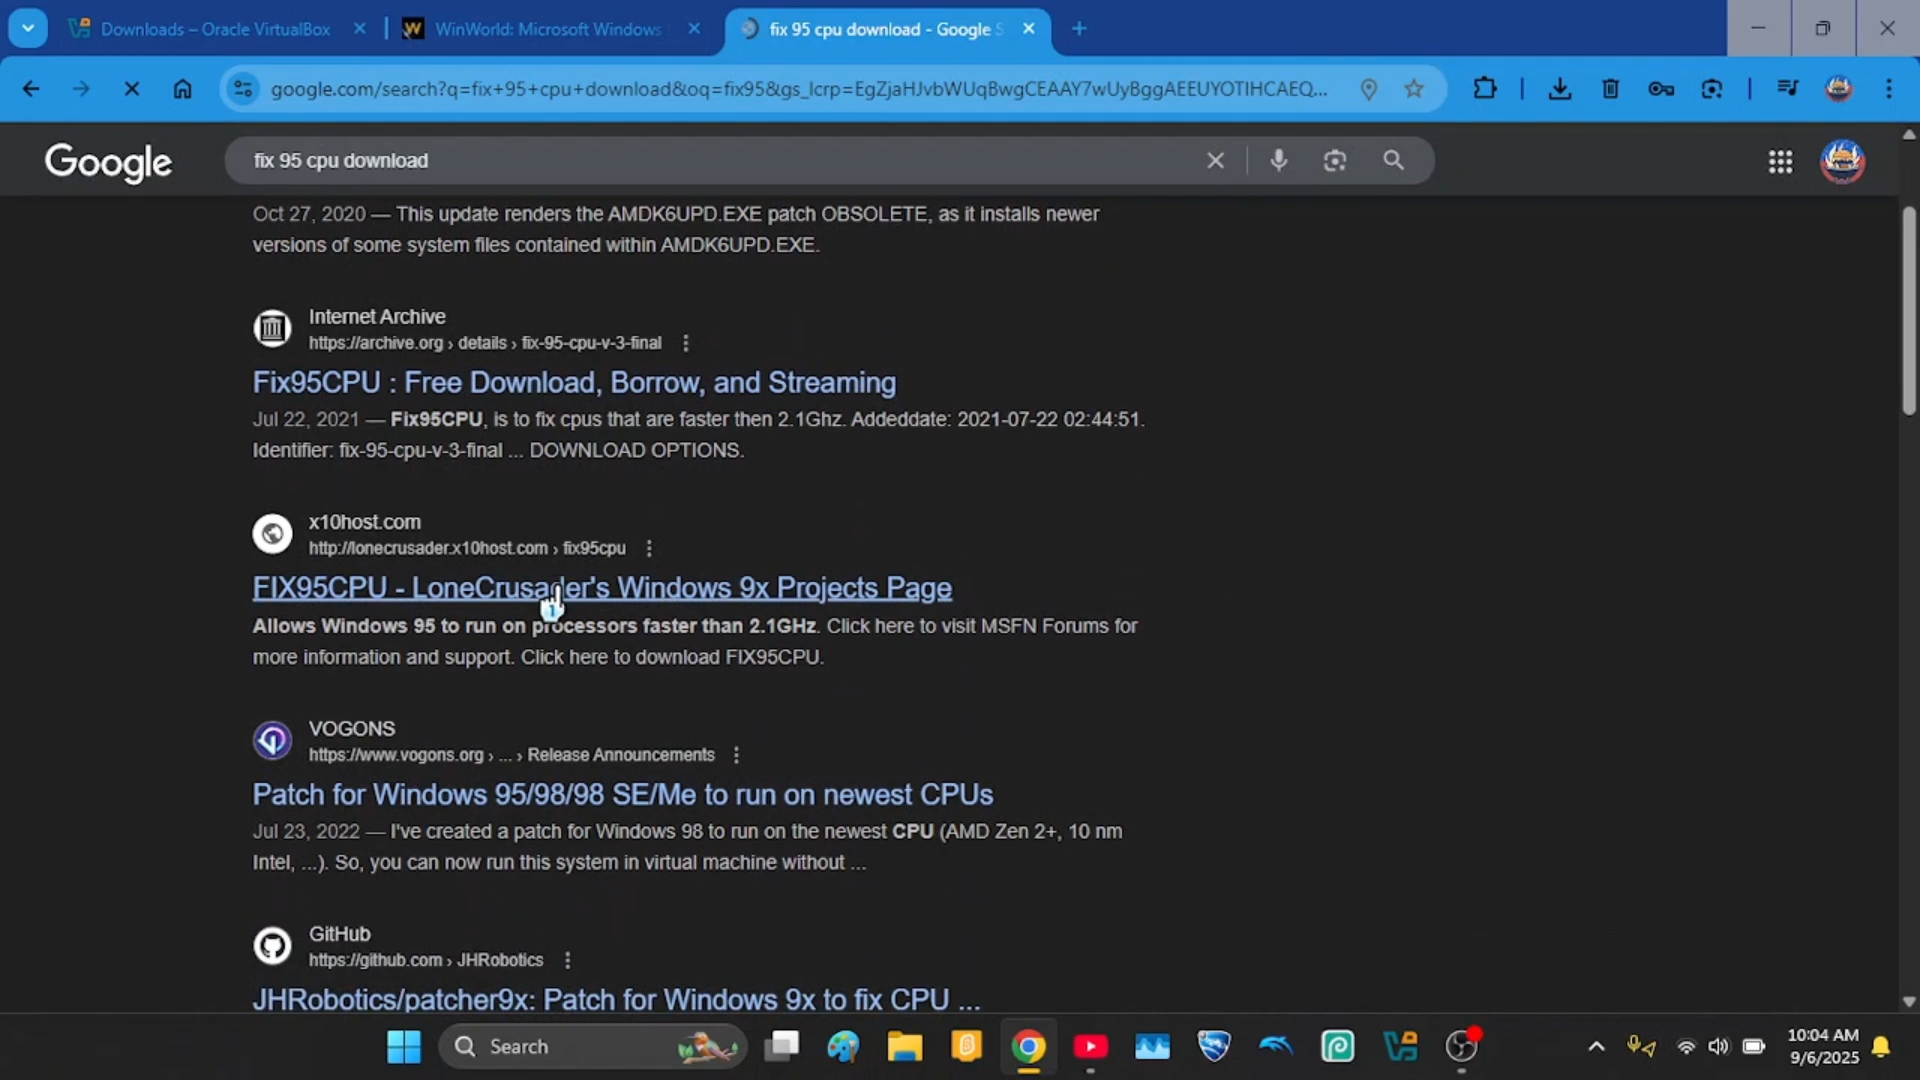 Downloads – Oracle VirtualBox
WinWorld: Microsoft Windows
fix 95 cpu download - Google S
google.com/search?q=fix+95+cpu+download&oq=fix95&gs_lcrp=EgZjaHJvbWUqBwgCEAAY7wUyBggAEEUYOTIHCAEQ...
Google
fix 95 cpu download
Oct 27, 2020 — This update renders the AMDK6UPD.EXE patch OBSOLETE, as it installs newer
versions of some system files contained within AMDK6UPD.EXE.
Internet Archive
https://archive.org › details › fix-95-cpu-v-3-final
Fix95CPU : Free Download, Borrow, and Streaming
Jul 22, 2021 — Fix95CPU, is to fix cpus that are faster then 2.1Ghz. Addeddate: 2021-07-22 02:44:51.
Identifier: fix-95-cpu-v-3-final ... DOWNLOAD OPTIONS.
x10host.com
http://lonecrusader.x10host.com › fix95cpu
FIX95CPU - LoneCrusader's Windows 9x Projects Page
Allows Windows 95 to run on processors faster than 2.1GHz. Click here to visit MSFN Forums for
more information and support. Click here to download FIX95CPU.
VOGONS
https://www.vogons.org › ... › Release Announcements
Patch for Windows 95/98/98 SE/Me to run on newest CPUs
Jul 23, 2022 — I've created a patch for Windows 98 to run on the newest CPU (AMD Zen 2+, 10 nm
Intel, ...). So, you can now run this system in virtual machine without ...
GitHub
https://github.com › JHRobotics
JHRobotics/patcher9x: Patch for Windows 9x to fix CPU ...
Search
10:04 AM
9/6/2025